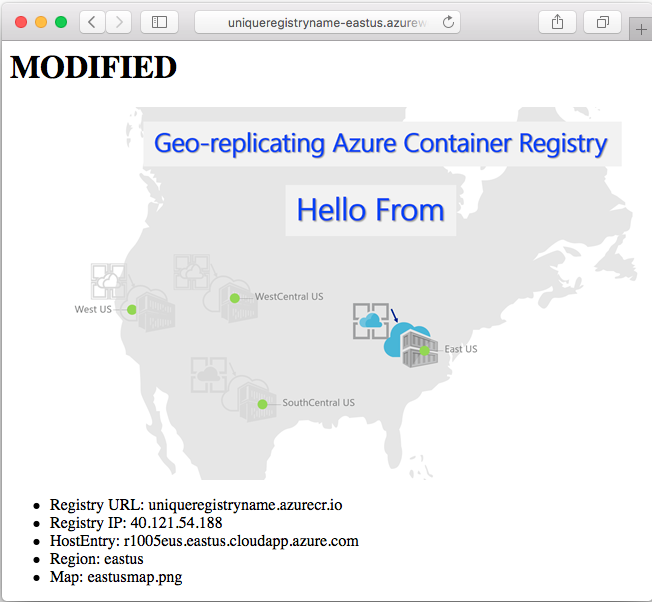 uniqueregistryname-eastus.azurew
MODIFIED
Geo-replicating Azure Container Registry
Hello From
West US
WestCentral US
East US
SouthCentral US
• Registry URL: uniqueregistryname.azurecr.io
• Registry IP: 40.121.54.188
• HostEntry: r1005eus.eastus.cloudapp.azure.com
• Region: eastus
• Map: eastusmap.png